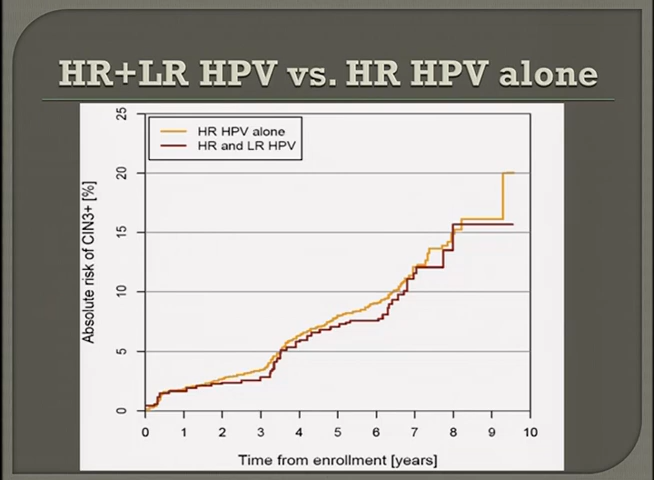 HR+LR HPV vs. HR HPV alone
HR HPV alone
HR and LR HPV
Absolute risk of CIN3+ [%]
25
20
15
10
5
0
0 1 2 3 4 5 6 7 8 9 10
Time from enrollment [years]